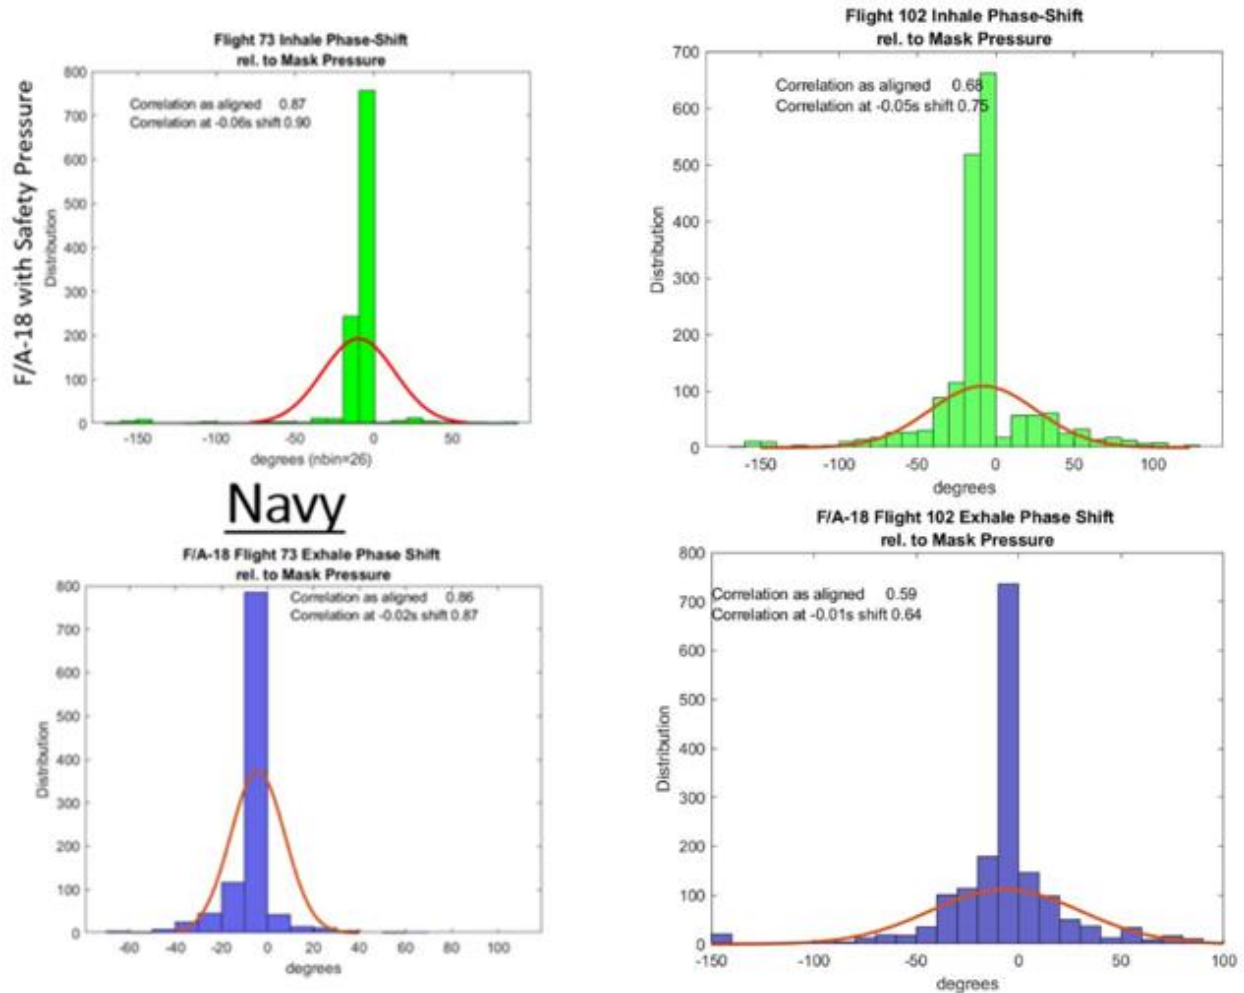 F/A-18 with Safety Pressure
Flight 73 Inhale Phase-Shift
rel. to Mask Pressure
Correlation as aligned 0.87
Correlation at -0.06s shift 0.90
Distribution
800
700
600
500
400
300
200
100
0
-150
-100
-50
0
50
degrees (nbin=26)
Flight 102 Inhale Phase-Shift
rel. to Mask Pressure
Correlation as aligned 0.68
Correlation at -0.05s shift 0.75
Distribution
700
600
500
400
300
200
100
0
-150
-100
-50
0
50
100
degrees
Navy
F/A-18 Flight 73 Exhale Phase Shift
rel. to Mask Pressure
Correlation as aligned 0.86
Correlation at -0.02s shift 0.87
Distribution
800
700
600
500
400
300
200
100
0
-60
-40
-20
0
20
40
60
80
100
degrees
F/A-18 Flight 102 Exhale Phase Shift
rel. to Mask Pressure
Correlation as aligned 0.59
Correlation at -0.01s shift 0.64
Distribution
800
700
600
500
400
300
200
100
0
-150
-100
-50
0
50
100
degrees